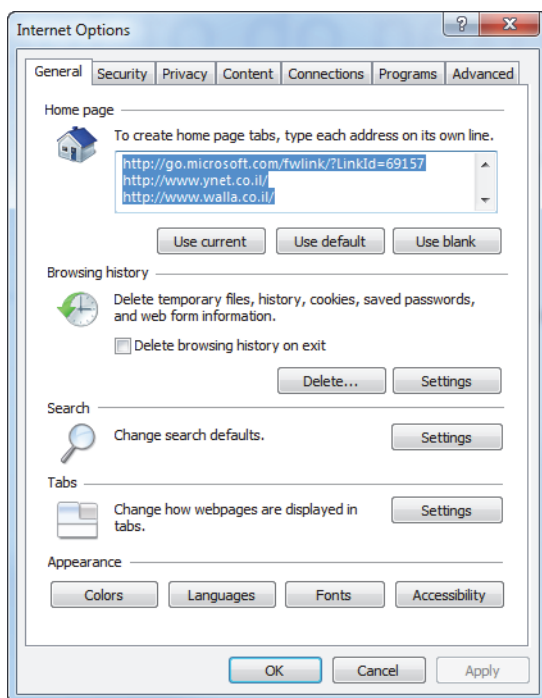 Internet Options
General Security Privacy Content Connections Programs Advanced
Home page
To create home page tabs, type each address on its own line.
http://go.microsoft.com/fwlink/?LinkId=69157
http://www.ynet.co.il/
http://www.walla.co.il/
Use current Use default Use blank
Browsing history
Delete temporary files, history, cookies, saved passwords,
and web form information.
Delete browsing history on exit
Delete... Settings
Search
Change search defaults. Settings
Tabs
Change how webpages are displayed in
tabs.
Settings
Appearance
Colors Languages Fonts Accessibility
OK Cancel Apply